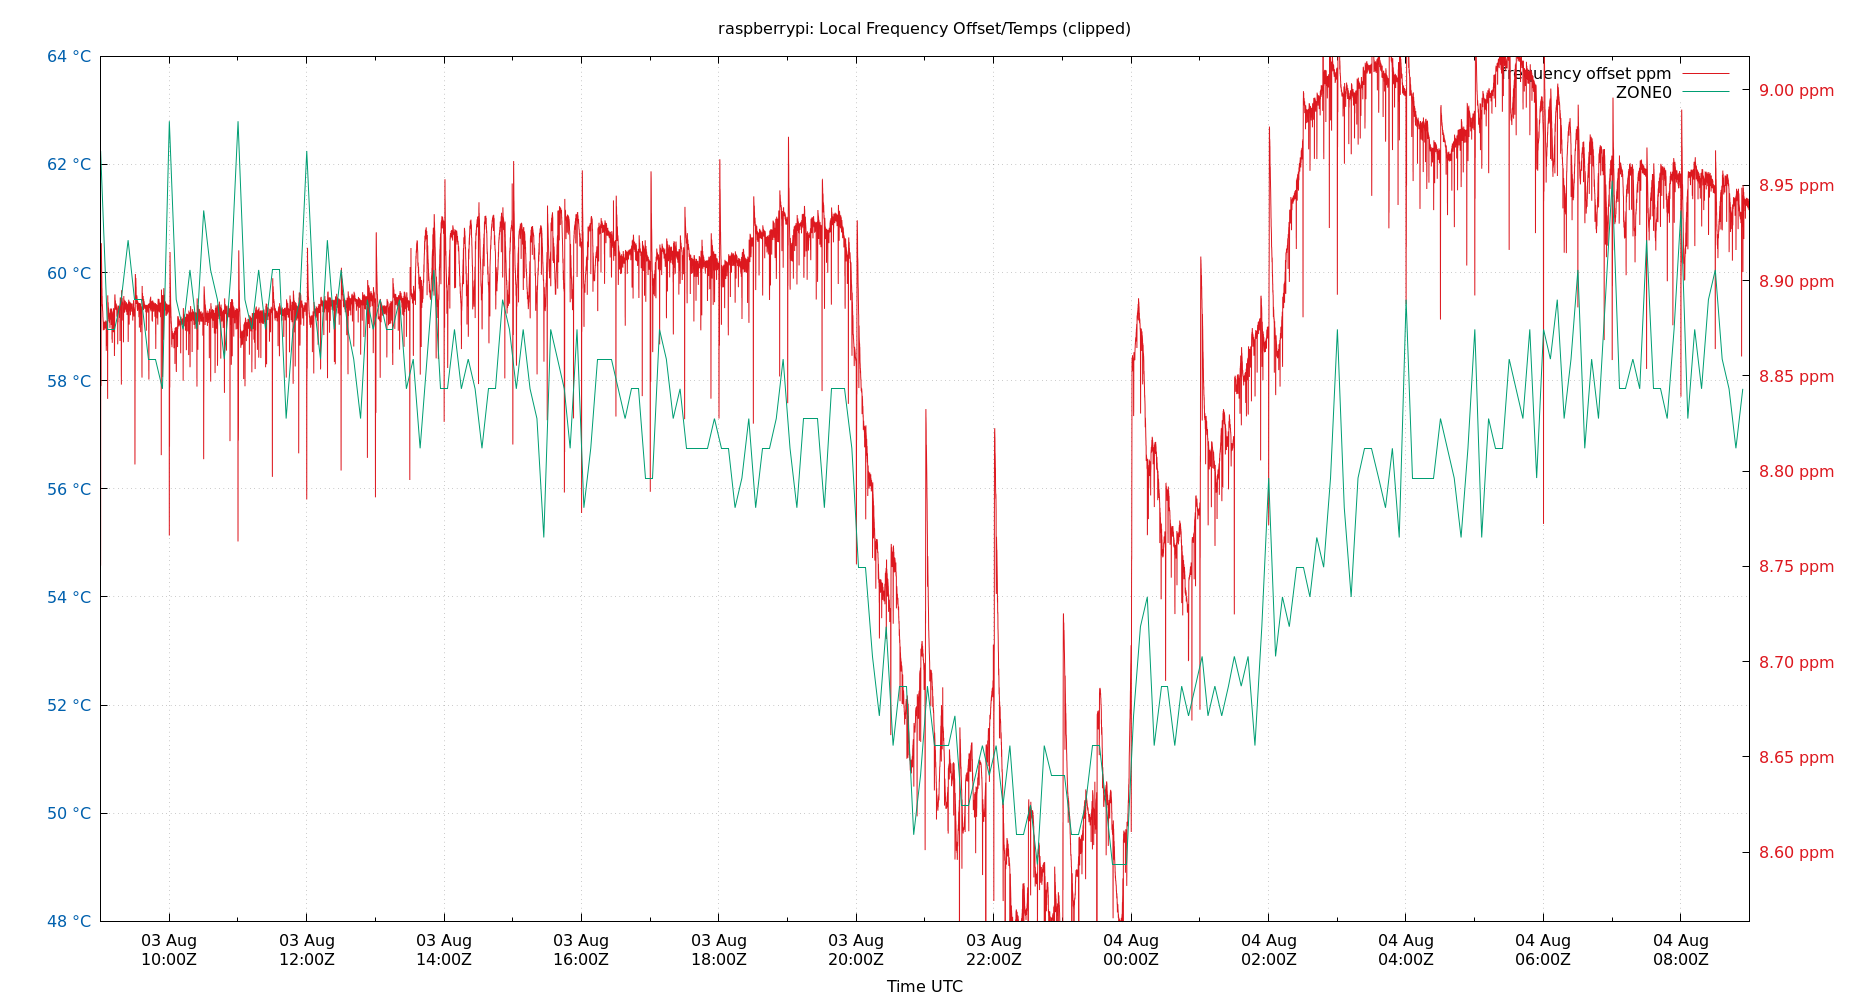 raspberrypi: Local Frequency Offset/Temps (clipped)
64 °C
62 °C
60 °C
58 °C
56 °C
54 °C
52 °C
50 °C
48 °C
frequency offset ppm
ZONE0
9.00 ppm
8.95 ppm
8.90 ppm
8.85 ppm
8.80 ppm
8.75 ppm
8.70 ppm
8.65 ppm
8.60 ppm
03 Aug 03 Aug 03 Aug 03 Aug 03 Aug 03 Aug 03 Aug 04 Aug 04 Aug 04 Aug 04 Aug 04 Aug
10:00Z 12:00Z 14:00Z 16:00Z 18:00Z 20:00Z 22:00Z 00:00Z 02:00Z 04:00Z 06:00Z 08:00Z
Time UTC